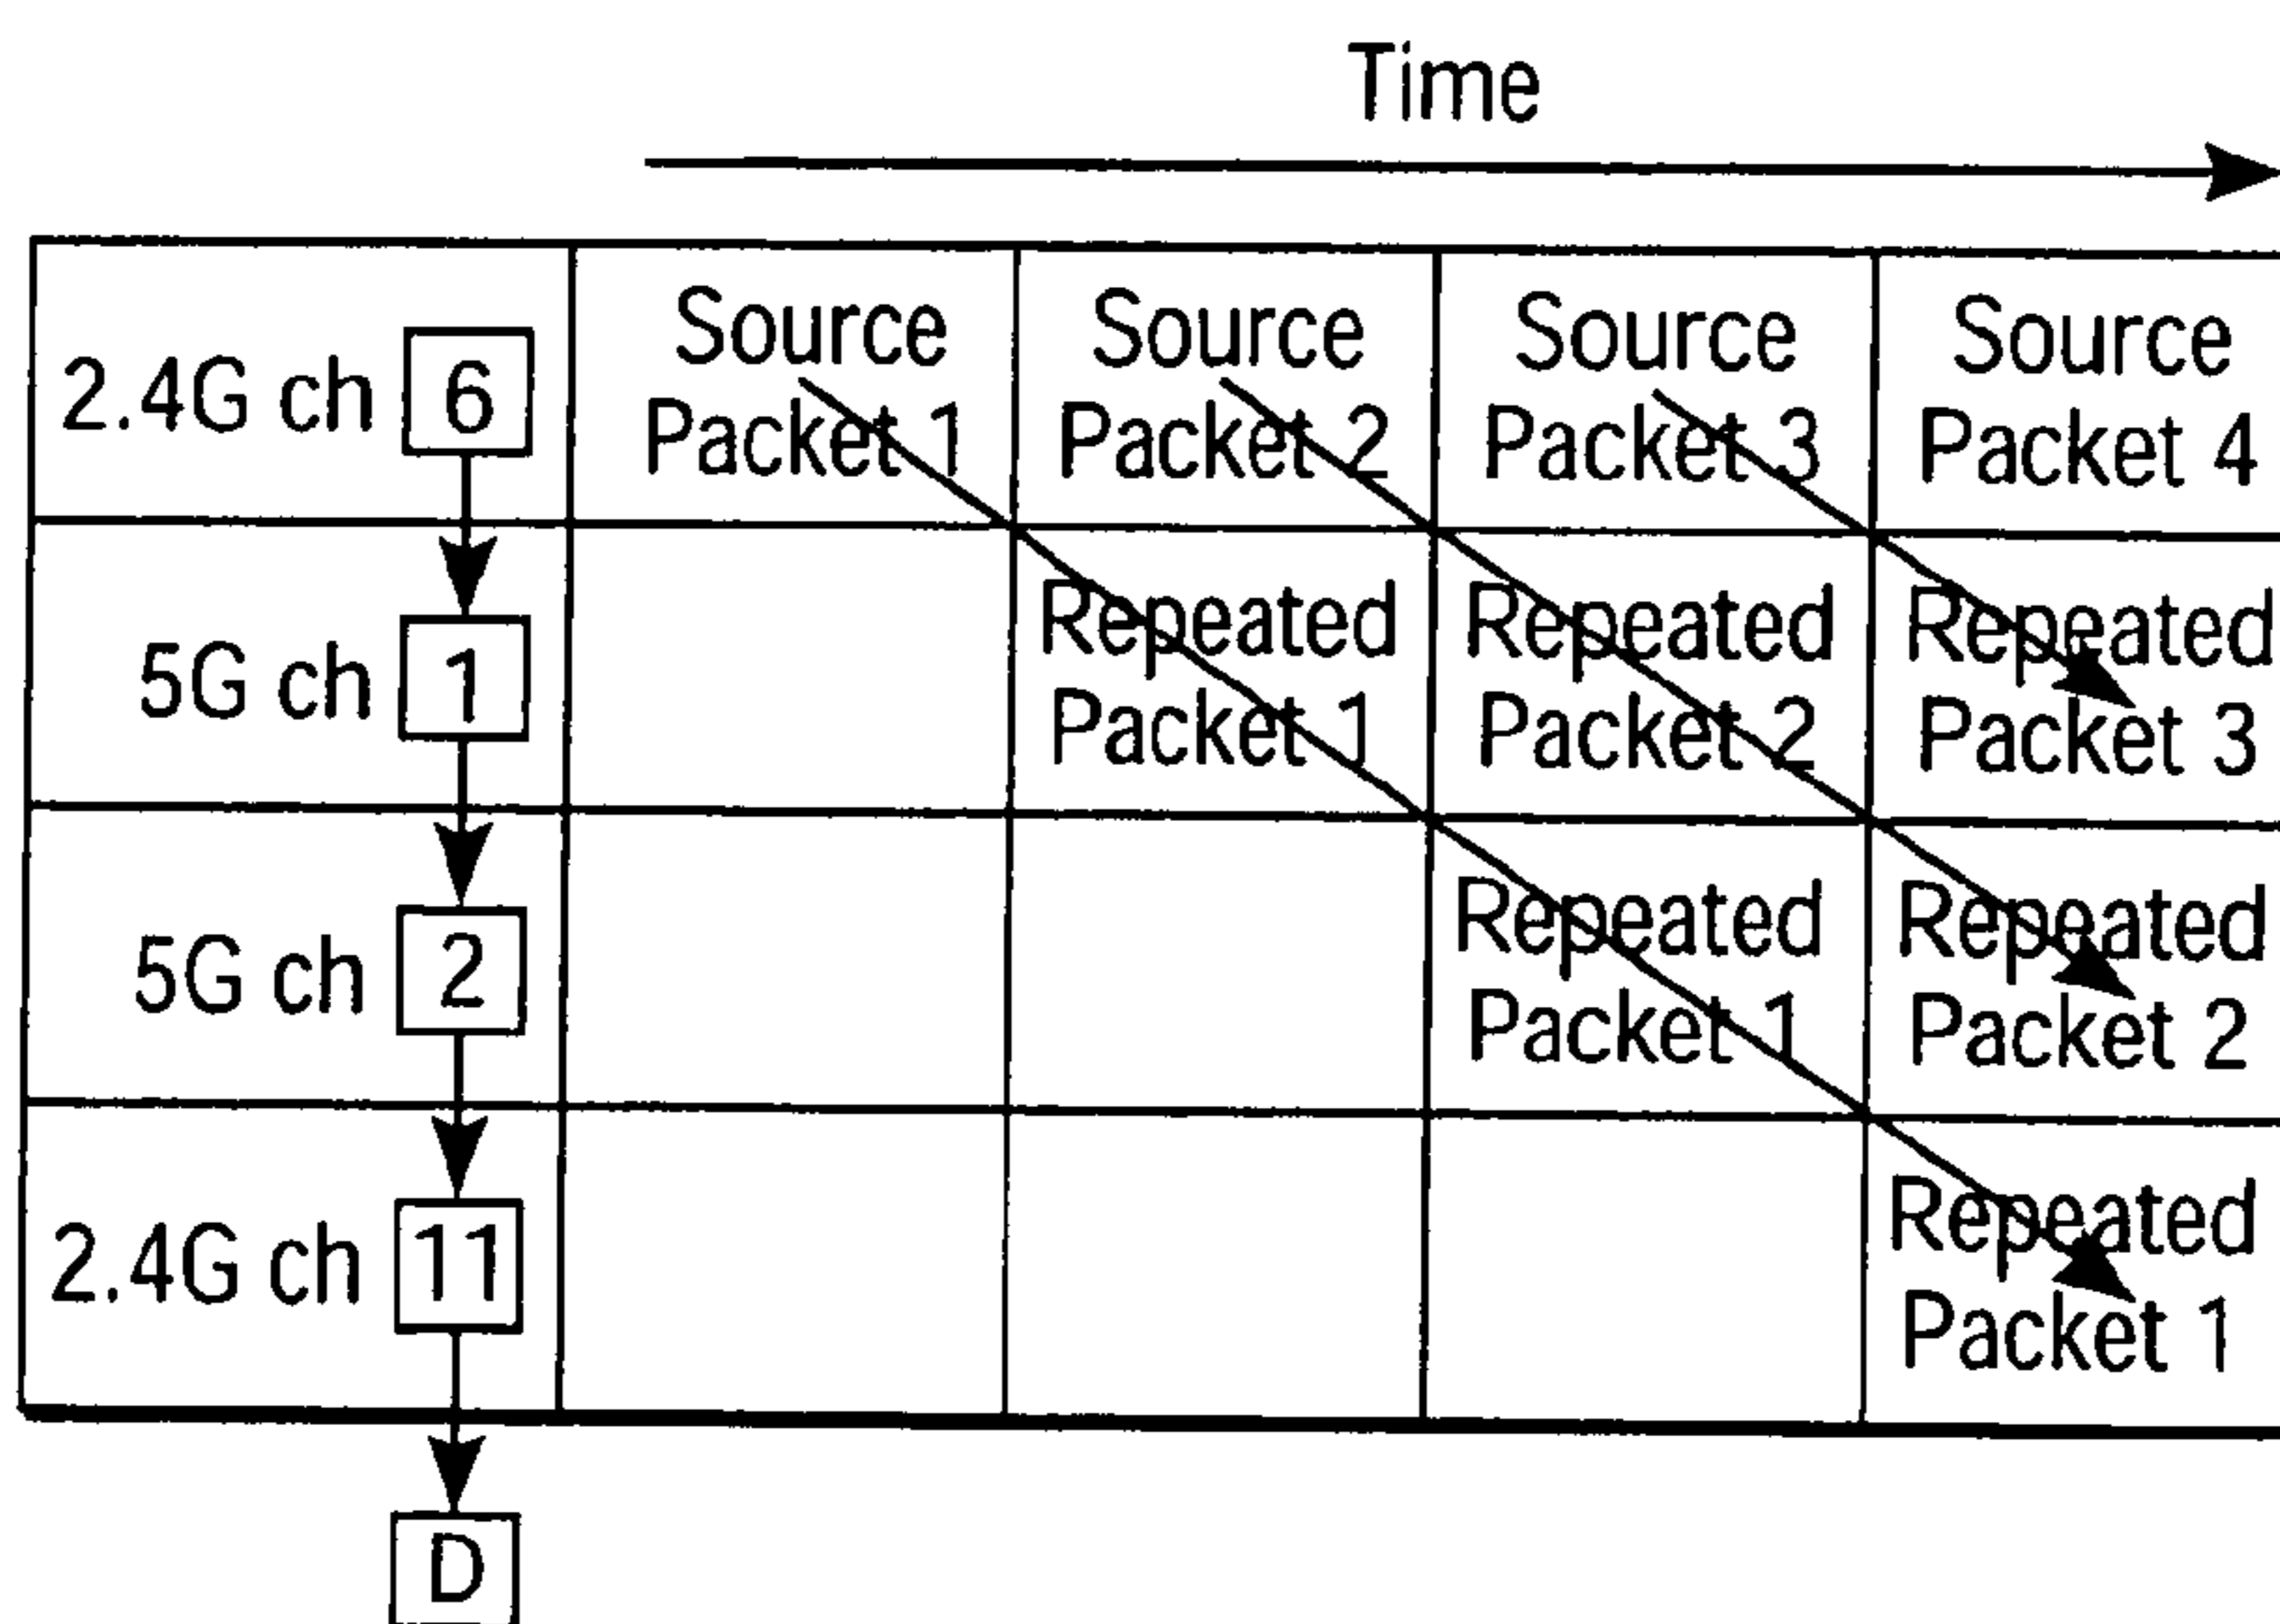 Time
2.4G ch 6
Source
Packet 1
Source
Packet 2
Source
Packet 3
Source
Packet 4
5G ch 1
Repeated
Packet 1
Repeated
Packet 2
Repeated
Packet 3
5G ch 2
Repeated
Packet 1
Repeated
Packet 2
2.4G ch 11
Repeated
Packet 1
D